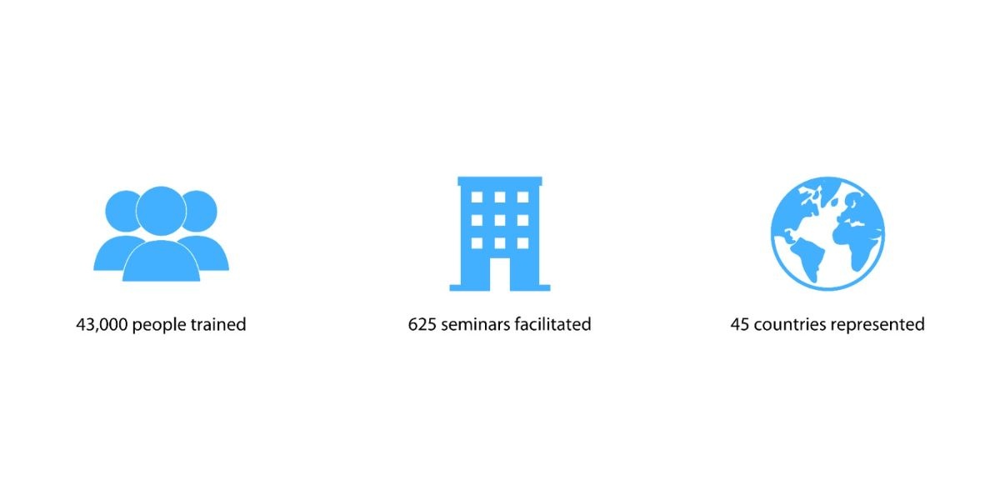 43,000 people trained
625 seminars facilitated
45 countries represented